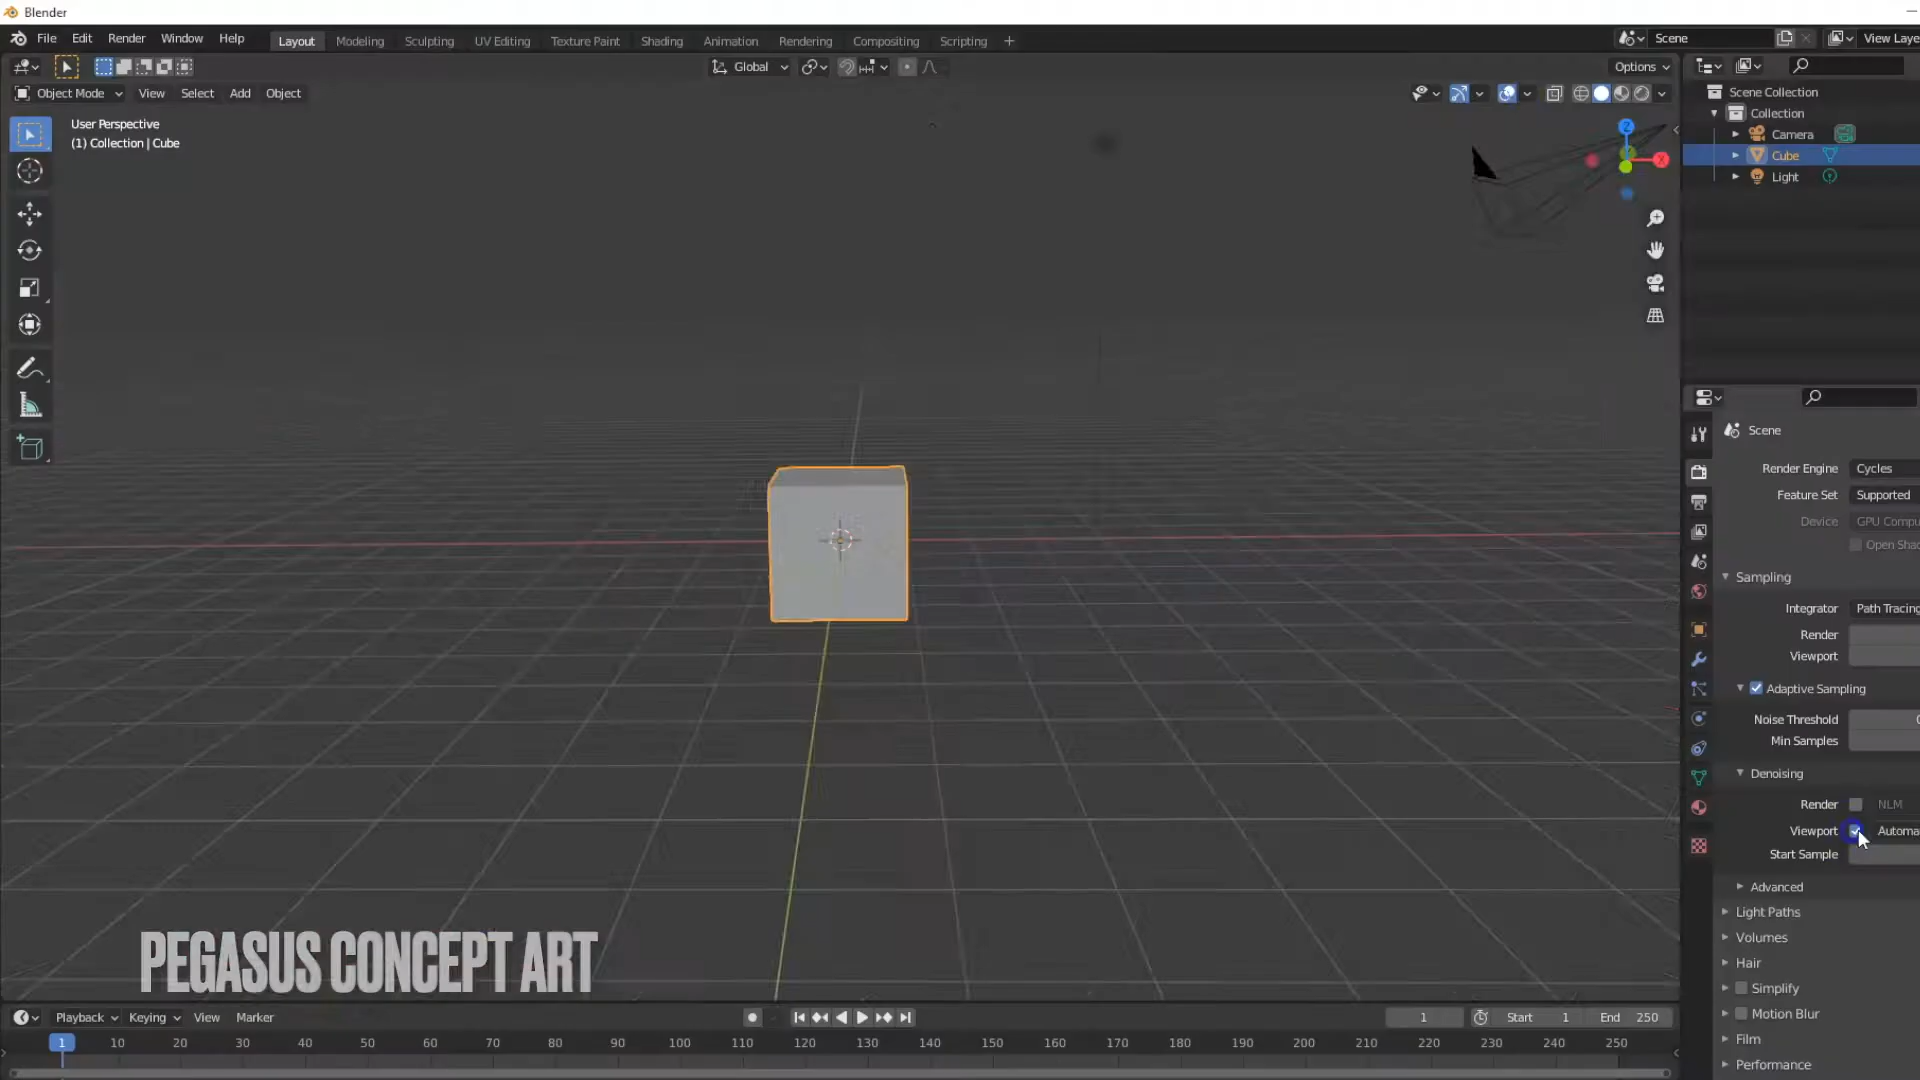 Blender
File Edit Render Window Help Layout Modeling Sculpting UV Editing Texture Paint Shading Animation Rendering Compositing Scripting + Scene View Laye
Global Options
Object Mode View Select Add Object
User Perspective
(1) Collection | Cube
Z
X
Scene Collection
Collection
Camera
Cube
Light
Scene
Render Engine Cycles
Feature Set Supported
Device GPU Compu
Open Shad
Sampling
Integrator Path Tracing
Render
Viewport
Adaptive Sampling
Noise Threshold 0
Min Samples
Denoising
Render NLM
Viewport Automa
Start Sample
Advanced
Light Paths
Volumes
Hair
Simplify
Motion Blur
Film
Performance
PEGASUS CONCEPT ART
Playback Keying View Marker 1 Start 1 End 250
1 10 20 30 40 50 60 70 80 90 100 110 120 130 140 150 160 170 180 190 200 210 220 230 240 250